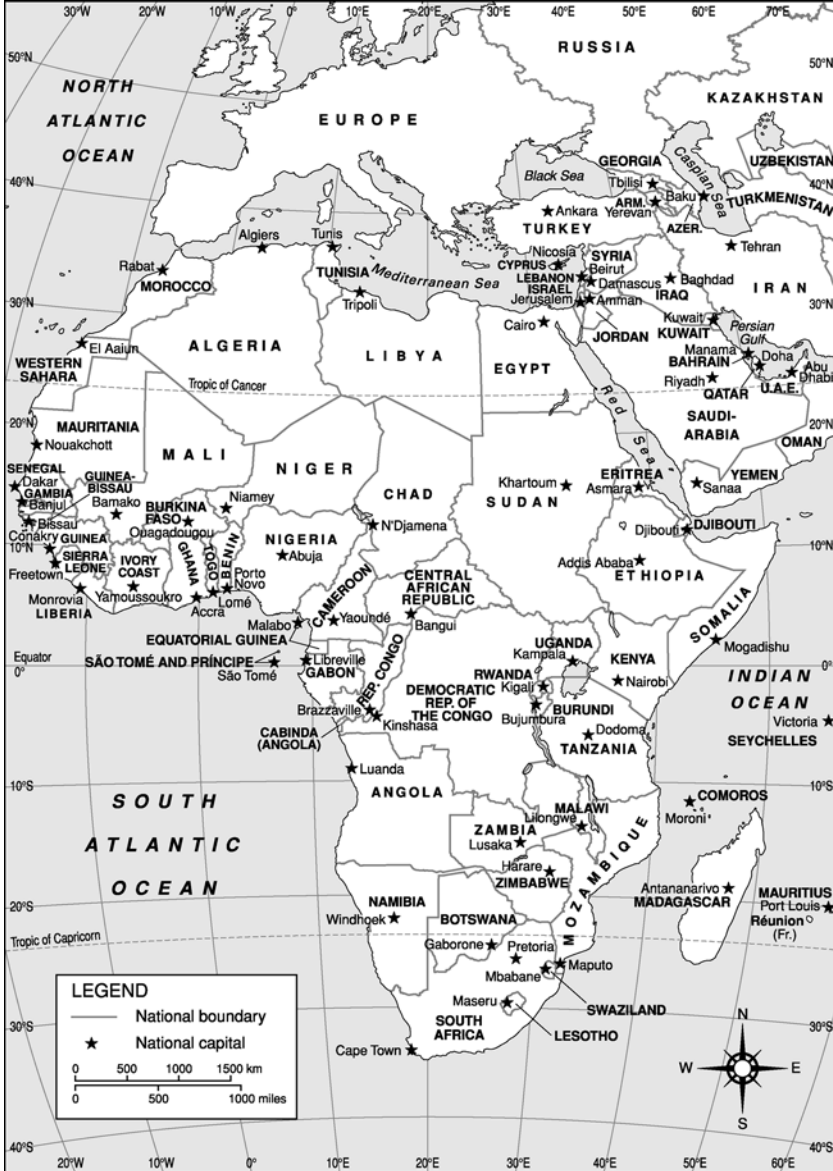 20°W
10°W
0°
10°E
20°E
30°E
40°E
50°E
60°E
70°E
50°N
NORTH
ATLANTIC
OCEAN
RUSSIA
50°N
KAZAKHSTAN
EUROPE
Caspian Sea
GEORGIA
Tbilisi
Black Sea
UZBEKISTAN
40°N
40°N
Baku
TURKMENISTAN
ARM.
Yerevan
AZER.
Ankara
TURKEY
Tehran
Algiers
Tunis
Nicosia
CYPRUS
SYRIA
Beirut
LEBANON
Damascus
Baghdad
IRAN
Rabat
MOROCCO
TUNISIA
Mediterranean Sea
ISRAEL
IRAQ
Tripoli
Jerusalem
Amman
30°N
30°N
Cairo
Kuwait
KUWAIT
Persian
Gulf
JORDAN
El Aaiun
ALGERIA
LIBYA
EGYPT
Manama
BAHRAIN
Doha
Abu
Dhabi
WESTERN
SAHARA
Tropic of Cancer
Riyadh
QATAR
U.A.E.
Red Sea
SAUDI-
ARABIA
20°N
20°N
MAURITANIA
Nouakchott
MALI
NIGER
OMAN
SENEGAL
Dakar
GUINEA-
BISSAU
ERITREA
Asmara
YEMEN
Sanaa
GAMBIA
Banjul
Bamako
BURKINA
FASO
Niamey
CHAD
Khartoum
SUDAN
Bissau
Ouagadougou
N'Djamena
Djibouti
DJIBOUTI
Conakry
GUINEA
NIGERIA
Abuja
10°N
10°N
SIERRA
LEONE
IVORY
COAST
GHANA
TOGO
BENIN
Addis Ababa
ETHIOPIA
Freetown
Porto
Novo
CENTRAL
AFRICAN
REPUBLIC
CAMEROON
Monrovia
LIBERIA
Yamoussoukro
Accra
Lomé
SOMALIA
Malabo
Yaoundé
Bangui
EQUATORIAL GUINEA
UGANDA
Kampala
KENYA
Mogadishu
Equator
0°
SÃO TOMÉ AND PRÍNCIPE
São Tomé
Libreville
GABON
REP. CONGO
RWANDA
Kigali
Nairobi
INDIAN
OCEAN
0°
DEMOCRATIC
REP. OF
THE CONGO
Brazzaville
Kinshasa
BURUNDI
Bujumbura
Dodoma
TANZANIA
Victoria
SEYCHELLES
CABINDA
(ANGOLA)
Luanda
10°S
10°S
SOUTH
ATLANTIC
OCEAN
ANGOLA
MALAWI
Lilongwe
COMOROS
Moroni
ZAMBIA
Lusaka
MOZAMBIQUE
Harare
ZIMBABWE
Antananarivo
MADAGASCAR
MAURITIUS
Port Louis
Réunion
(Fr.)
20°S
20°S
NAMIBIA
Windhoek
BOTSWANA
Tropic of Capricorn
Gaborone
Pretoria
Mbabane
Maputo
LEGEND
National boundary
National capital
0 500 1000 1500 km
0 500 1000 miles
Maseru
SWAZILAND
LESOTHO
SOUTH
AFRICA
Cape Town
30°S
30°S
N
W
E
S
40°S
40°S
20°W
10°W
0°
10°E
20°E
30°E
40°E
50°E
60°E